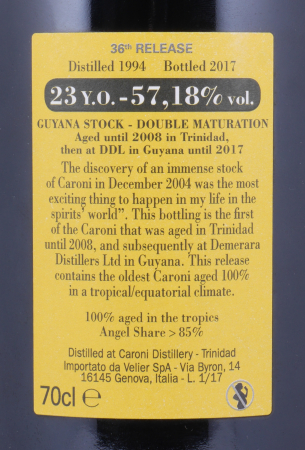 36th RELEASE
Distilled 1994 Bottled 2017
23 Y.O. - 57,18% vol.
GUYANA STOCK - DOUBLE MATURATION
Aged until 2008 in Trinidad,
then at DDL in Guyana until 2017
The discovery of an immense stock
of Caroni in December 2004 was the most
exciting thing to happen in my life in the
spirits' world". This bottling is the first
of the Caroni that was aged in Trinidad
until 2008, and subsequently at Demerara
Distillers Ltd in Guyana. This release
contains the oldest Caroni aged 100%
in a tropical/equatorial climate.
100% aged in the tropics
Angel Share > 85%
Distilled at Caroni Distillery - Trinidad
Importato da Velier SpA - Via Byron, 14
16145 Genova, Italia - L. 1/17
70cl e